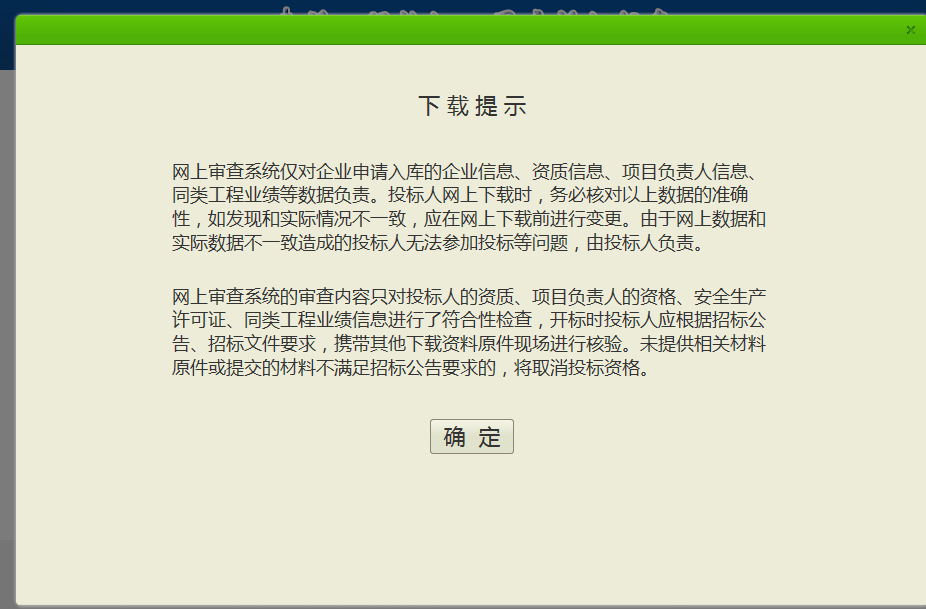 下载提示
网上审查系统仅对企业申请入库的企业信息、资质信息、项目负责人信息、
同类工程业绩等数据负责。投标人网上下载时，务必核对以上数据的准确
性，如发现和实际情况不一致，应在网上下载前进行变更。由于网上数据和
实际数据不一致造成的投标人无法参加投标等问题，由投标人负责。
网上审查系统的审查内容只对投标人的资质、项目负责人的资格、安全生产
许可证、同类工程业绩信息进行了符合性检查，开标时投标人应根据招标公
告、招标文件要求，携带其他下载资料原件现场进行核验。未提供相关材料
原件或提交的材料不满足招标公告要求的，将取消投标资格。
确 定